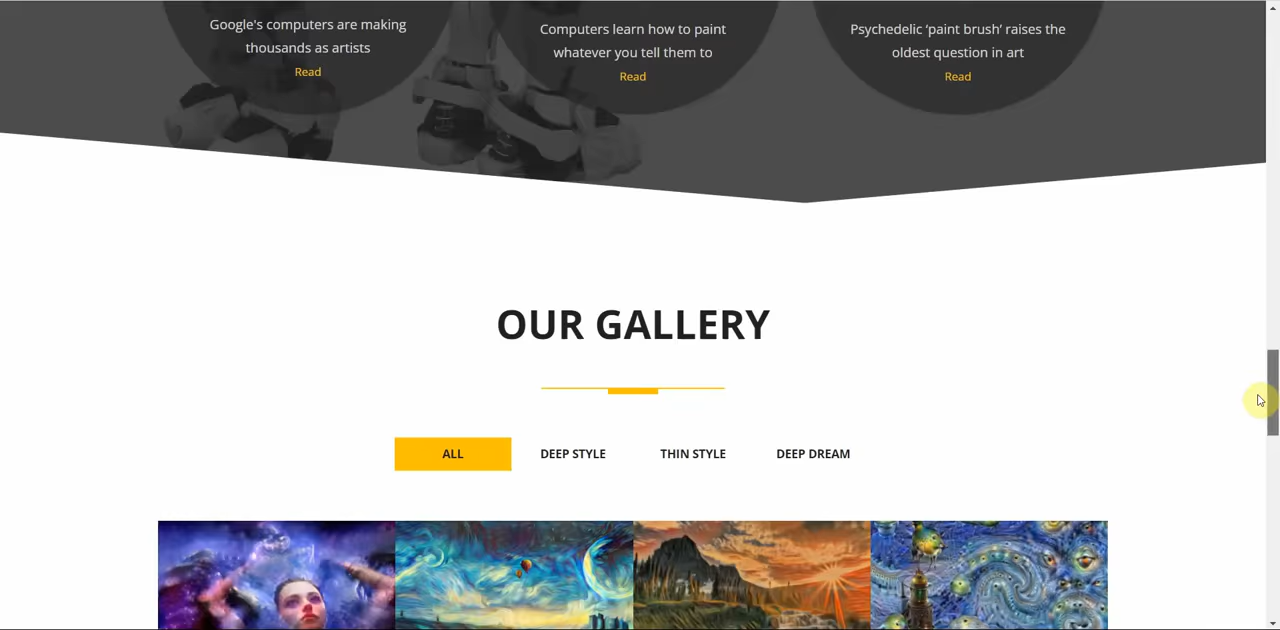 Google's computers are making
thousands as artists
Read
Computers learn how to paint
whatever you tell them to
Read
Psychedelic ‘paint brush’ raises the
oldest question in art
Read
OUR GALLERY
ALL
DEEP STYLE
THIN STYLE
DEEP DREAM